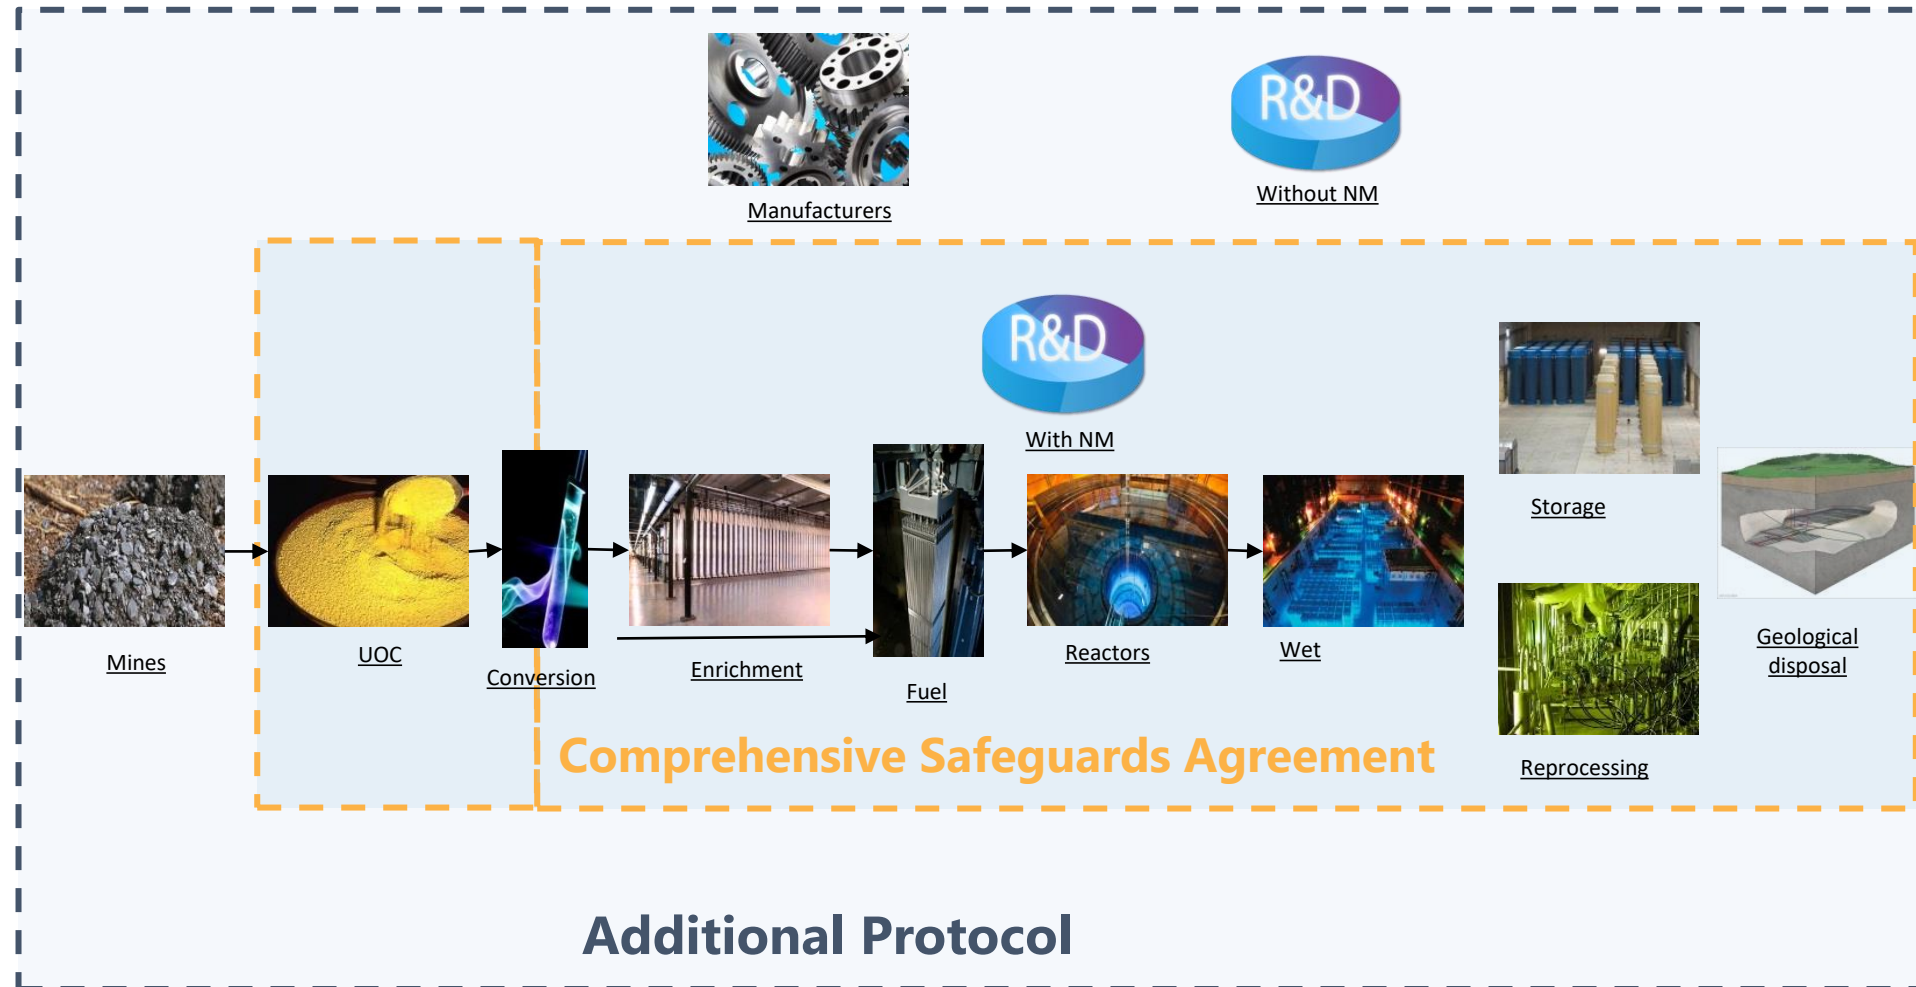 R&D
Without NM
Manufacturers
R&D
With NM
Storage
Mines
UOC
Conversion
Enrichment
Fuel
Reactors
Wet
Geological
disposal
Reprocessing
Comprehensive Safeguards Agreement
Additional Protocol